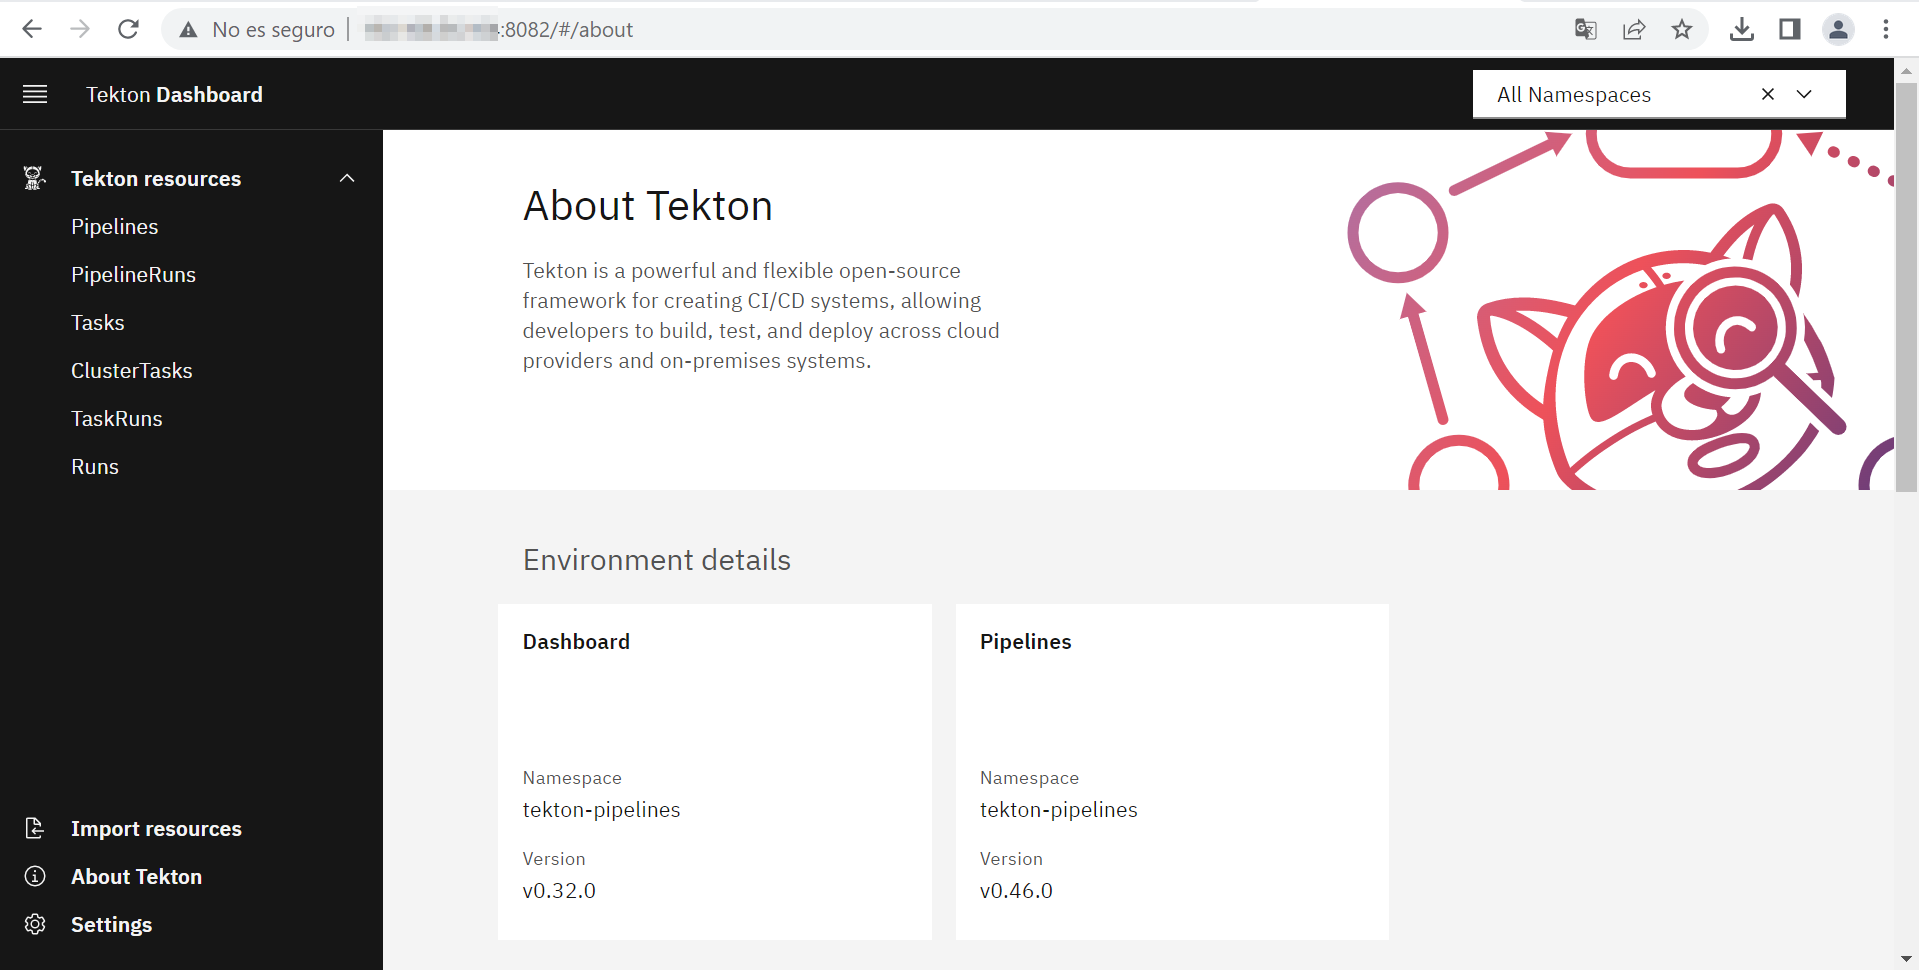 No es seguro
:8082/#/about
Tekton Dashboard
All Namespaces
Tekton resources
Pipelines
PipelineRuns
Tasks
ClusterTasks
TaskRuns
Runs
Import resources
About Tekton
Settings
About Tekton
Tekton is a powerful and flexible open-source
framework for creating CI/CD systems, allowing
developers to build, test, and deploy across cloud
providers and on-premises systems.
Environment details
Dashboard
Namespace
tekton-pipelines
Version
v0.32.0
Pipelines
Namespace
tekton-pipelines
Version
v0.46.0